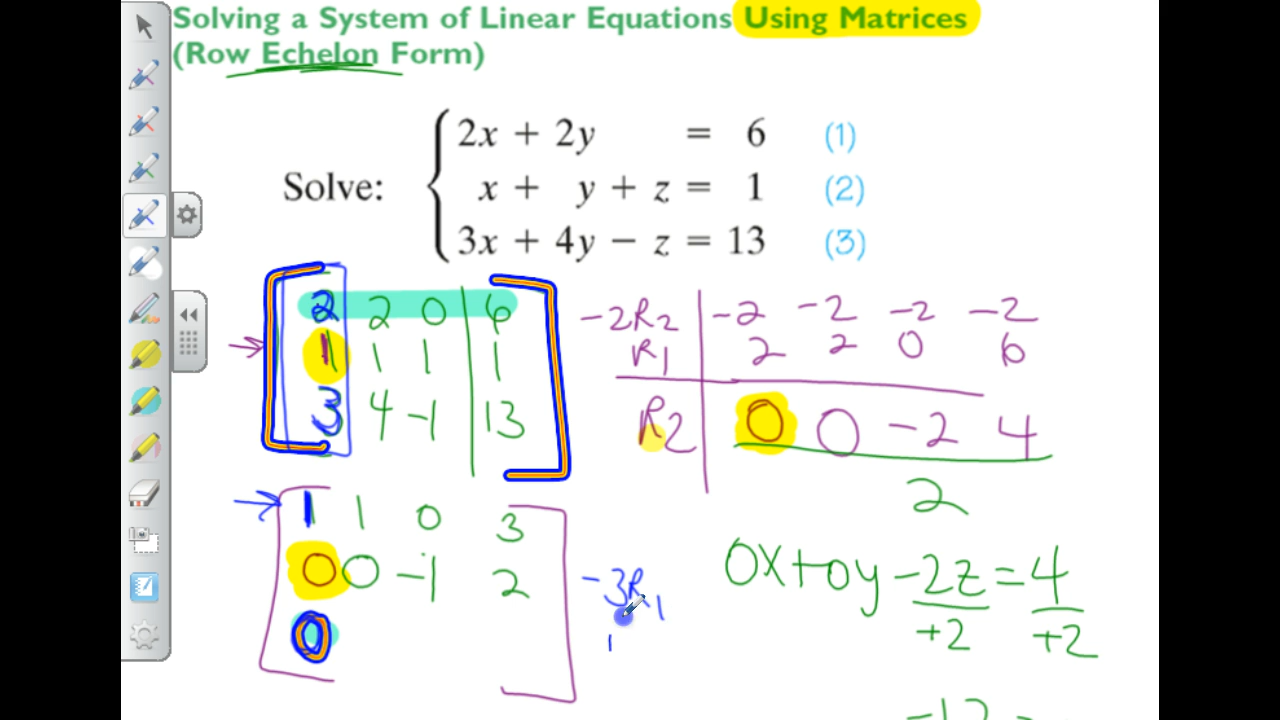 Solving a System of Linear Equations Using Matrices
(Row Echelon Form)
Solve:
2x + 2y = 6 (1)
x + y + z = 1 (2)
3x + 4y − z = 13 (3)
2 2 0 6
1 1 1 1
3 4 -1 13
-2R2 -2 -2 -2 -2
R1 2 2 0 6
R2 0 0 -2 4
2
1 1 0 3
0 0 -1 2
0
-3R1
0x+0y-2z=4
+2 +2